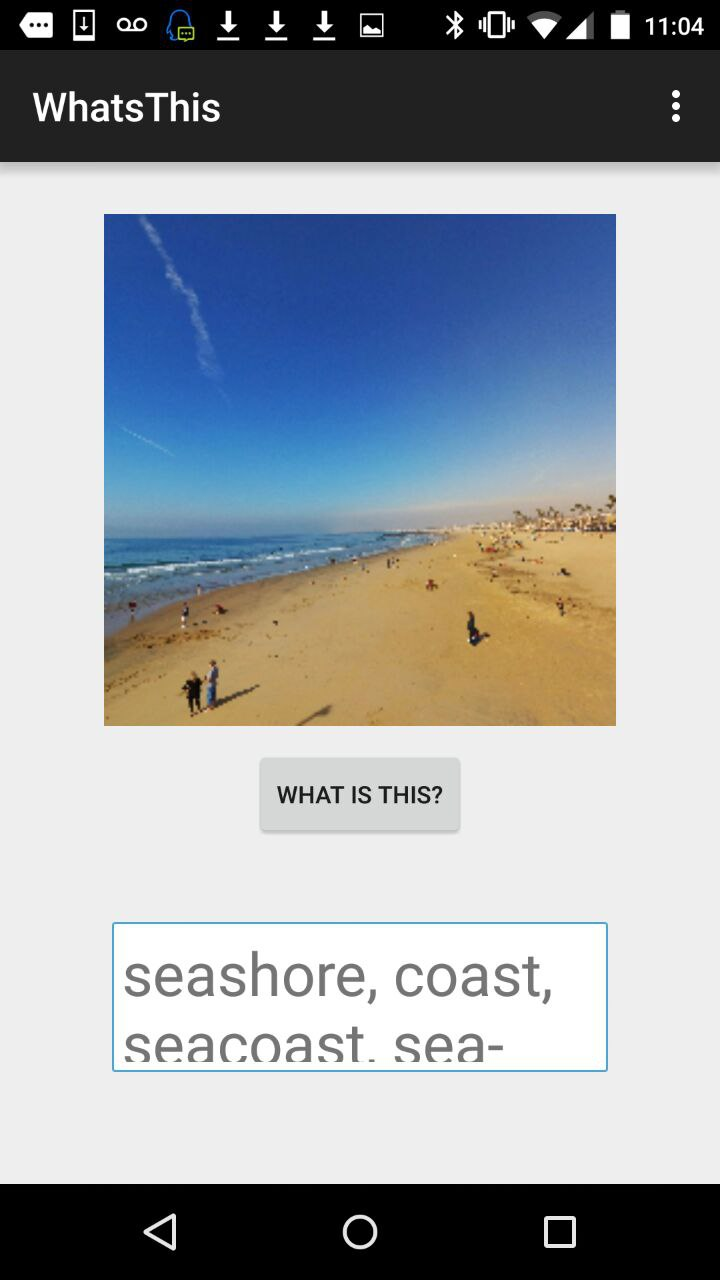 11:04
WhatsThis
WHAT IS THIS?
seashore, coast,
seacoast, sea-